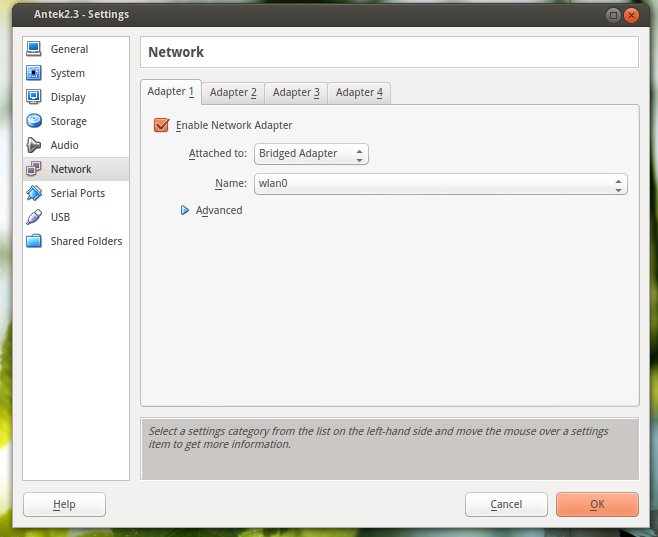 Antek2.3 - Settings
General
System
Display
Storage
Audio
Network
Serial Ports
USB
Shared Folders
Network
Adapter 1 Adapter 2 Adapter 3 Adapter 4
Enable Network Adapter
Attached to: Bridged Adapter
Name: wlan0
Advanced
Select a settings category from the list on the left-hand side and move the mouse over a settings
item to get more information.
Help Cancel OK